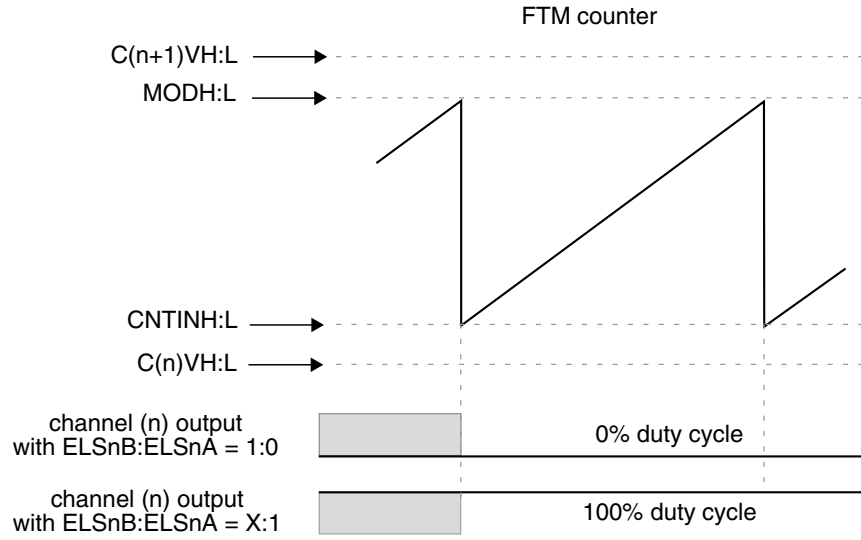 FTM counter
C(n+1)VH:L
MODH:L
CNTINH:L
C(n)VH:L
channel (n) output
with ELSnB:ELSnA = 1:0
0% duty cycle
channel (n) output
with ELSnB:ELSnA = X:1
100% duty cycle